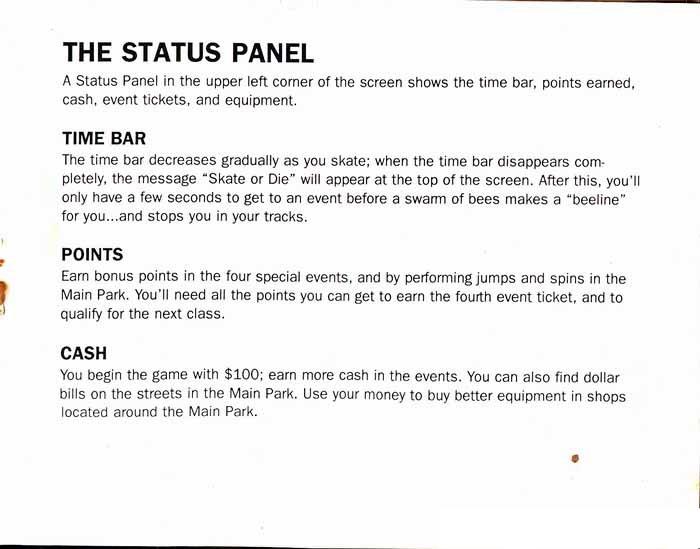 THE STATUS PANEL
A Status Panel in the upper left corner of the screen shows the time bar, points earned,
cash, event tickets, and equipment.
TIME BAR
The time bar decreases gradually as you skate; when the time bar disappears com-
pletely, the message “Skate or Die” will appear at the top of the screen. After this, you'll
only have a few seconds to get to an event before a swarm of bees makes a “beeline”
for you...and stops you in your tracks.
POINTS
Earn bonus points in the four special events, and by performing jumps and spins in the
Main Park. You'll need all the points you can get to earn the fourth event ticket, and to
qualify for the next class.
CASH
You begin the game with $100; earn more cash in the events. You can also find dollar
bills on the streets in the Main Park. Use your money to buy better equipment in shops
located around the Main Park.